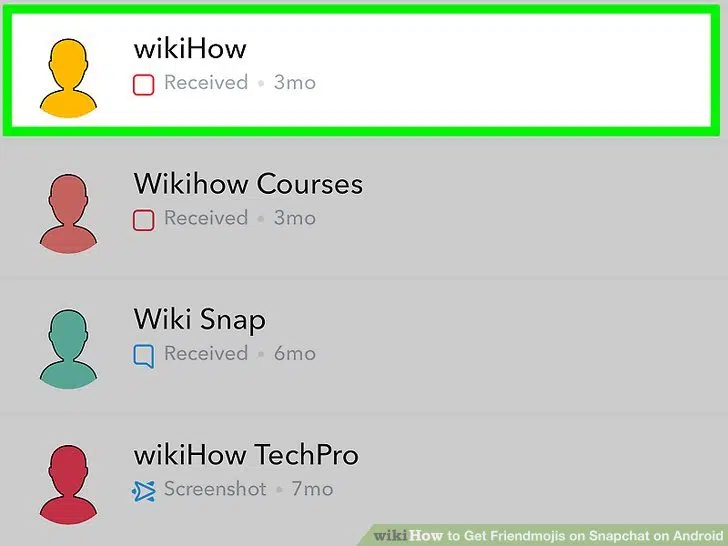 wikiHow
Received • 3mo
Wikihow Courses
Received • 3mo
Wiki Snap
Received • 6mo
wikiHow TechPro
Screenshot • 7mo
wikiHow to Get Friendmojis on Snapchat on Android